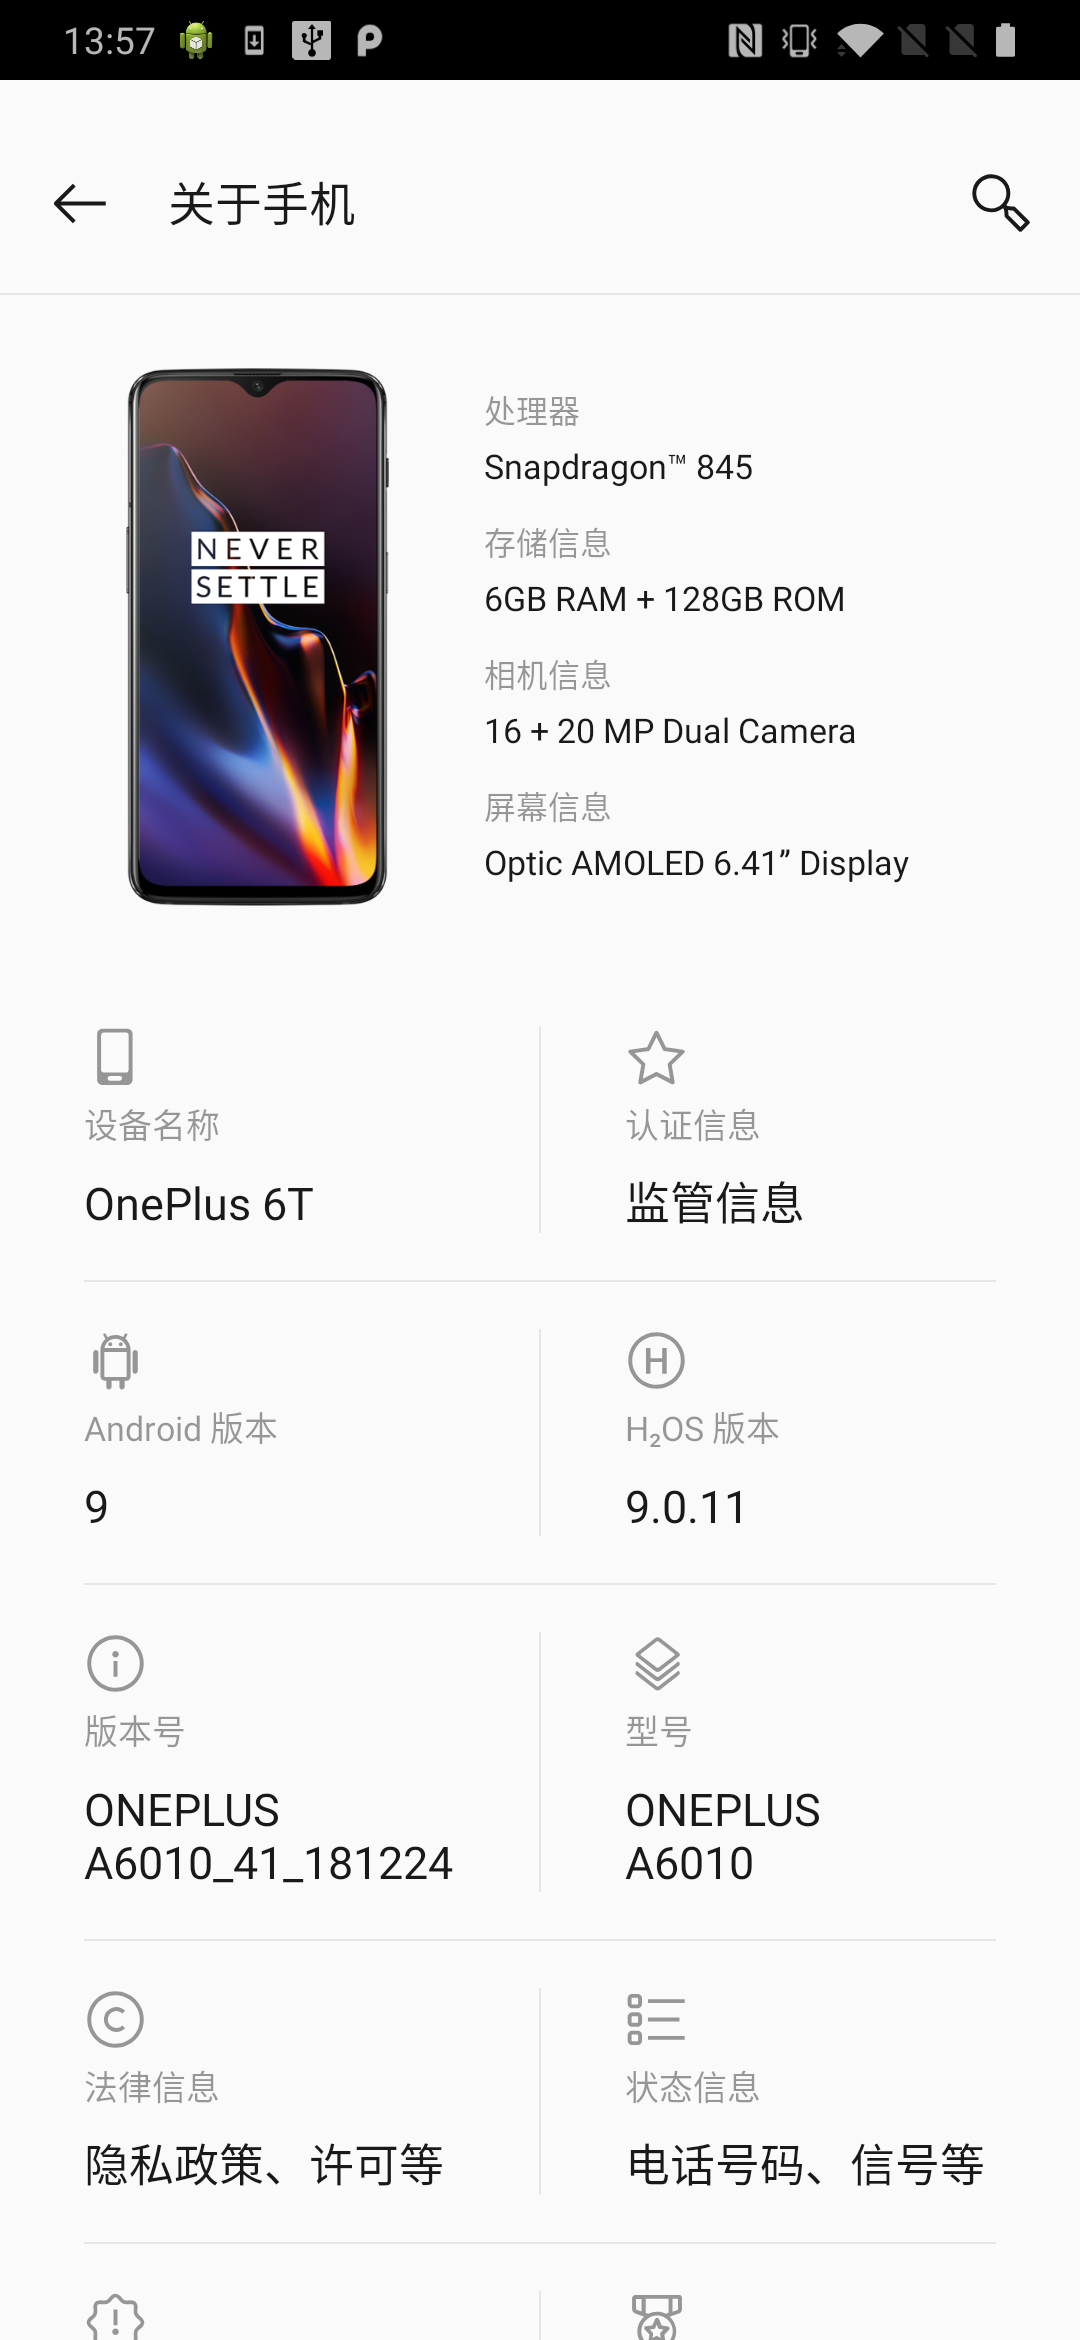 13:57
关于手机
NEVER
SETTLE
处理器
Snapdragon™ 845
存储信息
6GB RAM + 128GB ROM
相机信息
16 + 20 MP Dual Camera
屏幕信息
Optic AMOLED 6.41” Display
设备名称
OnePlus 6T
认证信息
监管信息
Android 版本
9
H₂OS 版本
9.0.11
版本号
ONEPLUS
A6010_41_181224
型号
ONEPLUS
A6010
法律信息
隐私政策、许可等
状态信息
电话号码、信号等